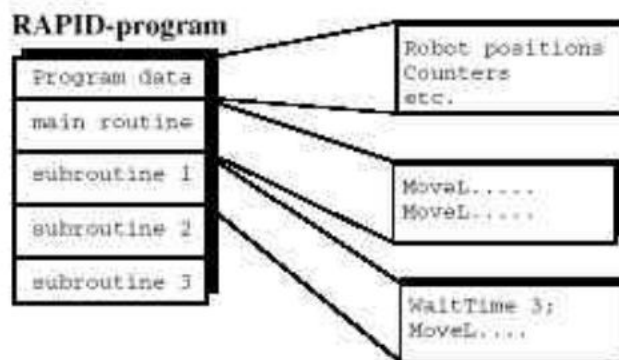 RAPID-program
Program data
main routine
subroutine 1
subroutine 2
subroutine 3
Robot positions
Counters
etc.
MoveL.....
MoveL.....
WaitTime 3;
MoveL....